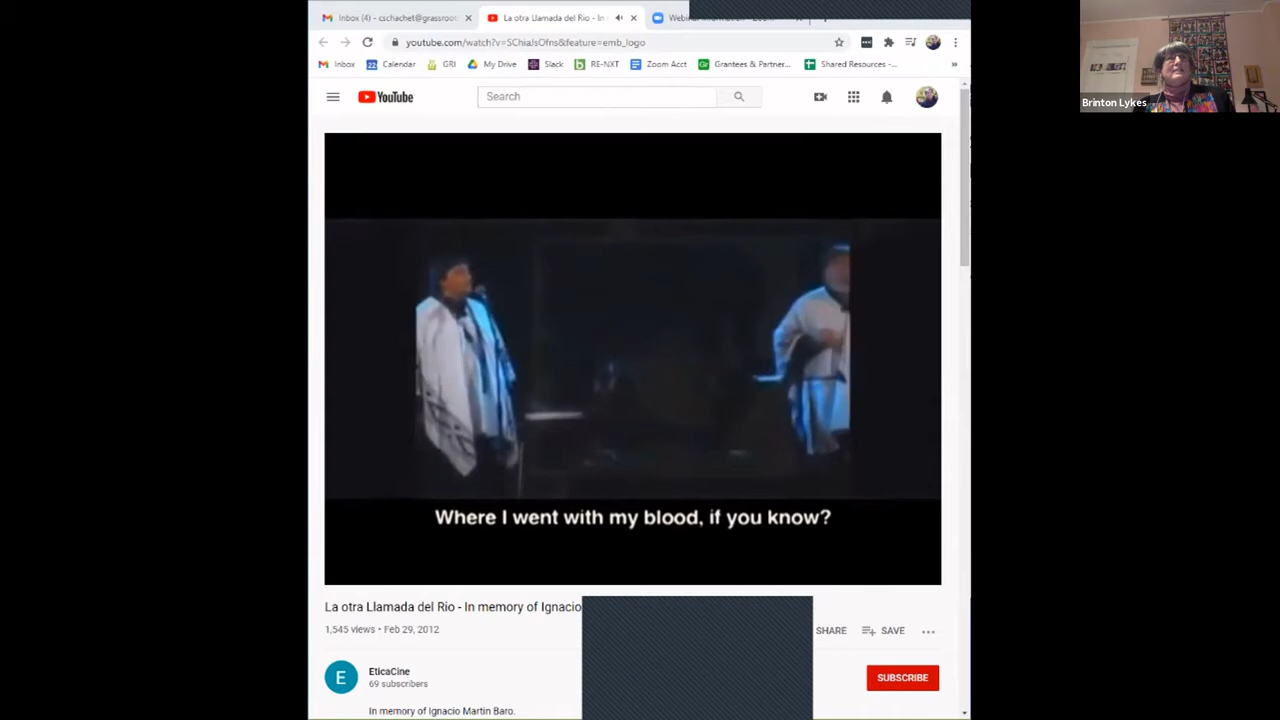 Inbox (4) - cschachet@grassroot
La otra Llamada del Rio - In
youtube.com/watch?v=SChiaJsOfns&feature=emb_logo
Inbox
Calendar
GRI
My Drive
Slack
RE-NXT
Zoom Acct
Grantees & Partner...
Shared Resources -...
YouTube
Search
Brinton Lykes
Where I went with my blood, if you know?
La otra Llamada del Rio - In memory of Ignacio
1,545 views • Feb 29, 2012
SHARE
SAVE
E
EticaCine
69 subscribers
SUBSCRIBE
In memory of Ignacio Martin Baro.